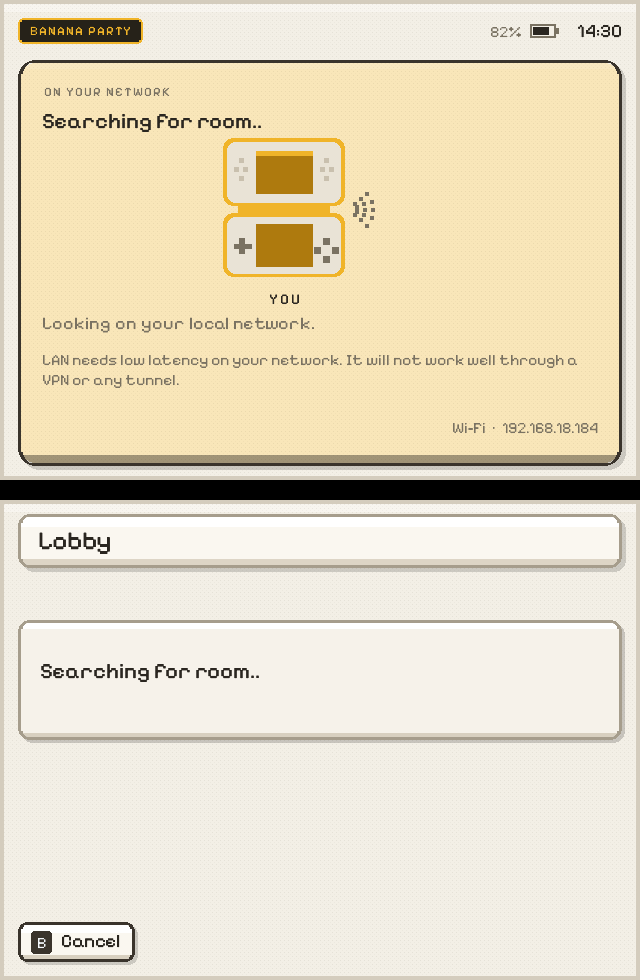 BANANA PARTY
82%
14:30
ON YOUR NETWORK
Searching for room..
YOU
Looking on your local network.
LAN needs low latency on your network. It will not work well through a
VPN or any tunnel.
Wi-Fi · 192.168.18.184
Lobby
Searching for room..
B Cancel